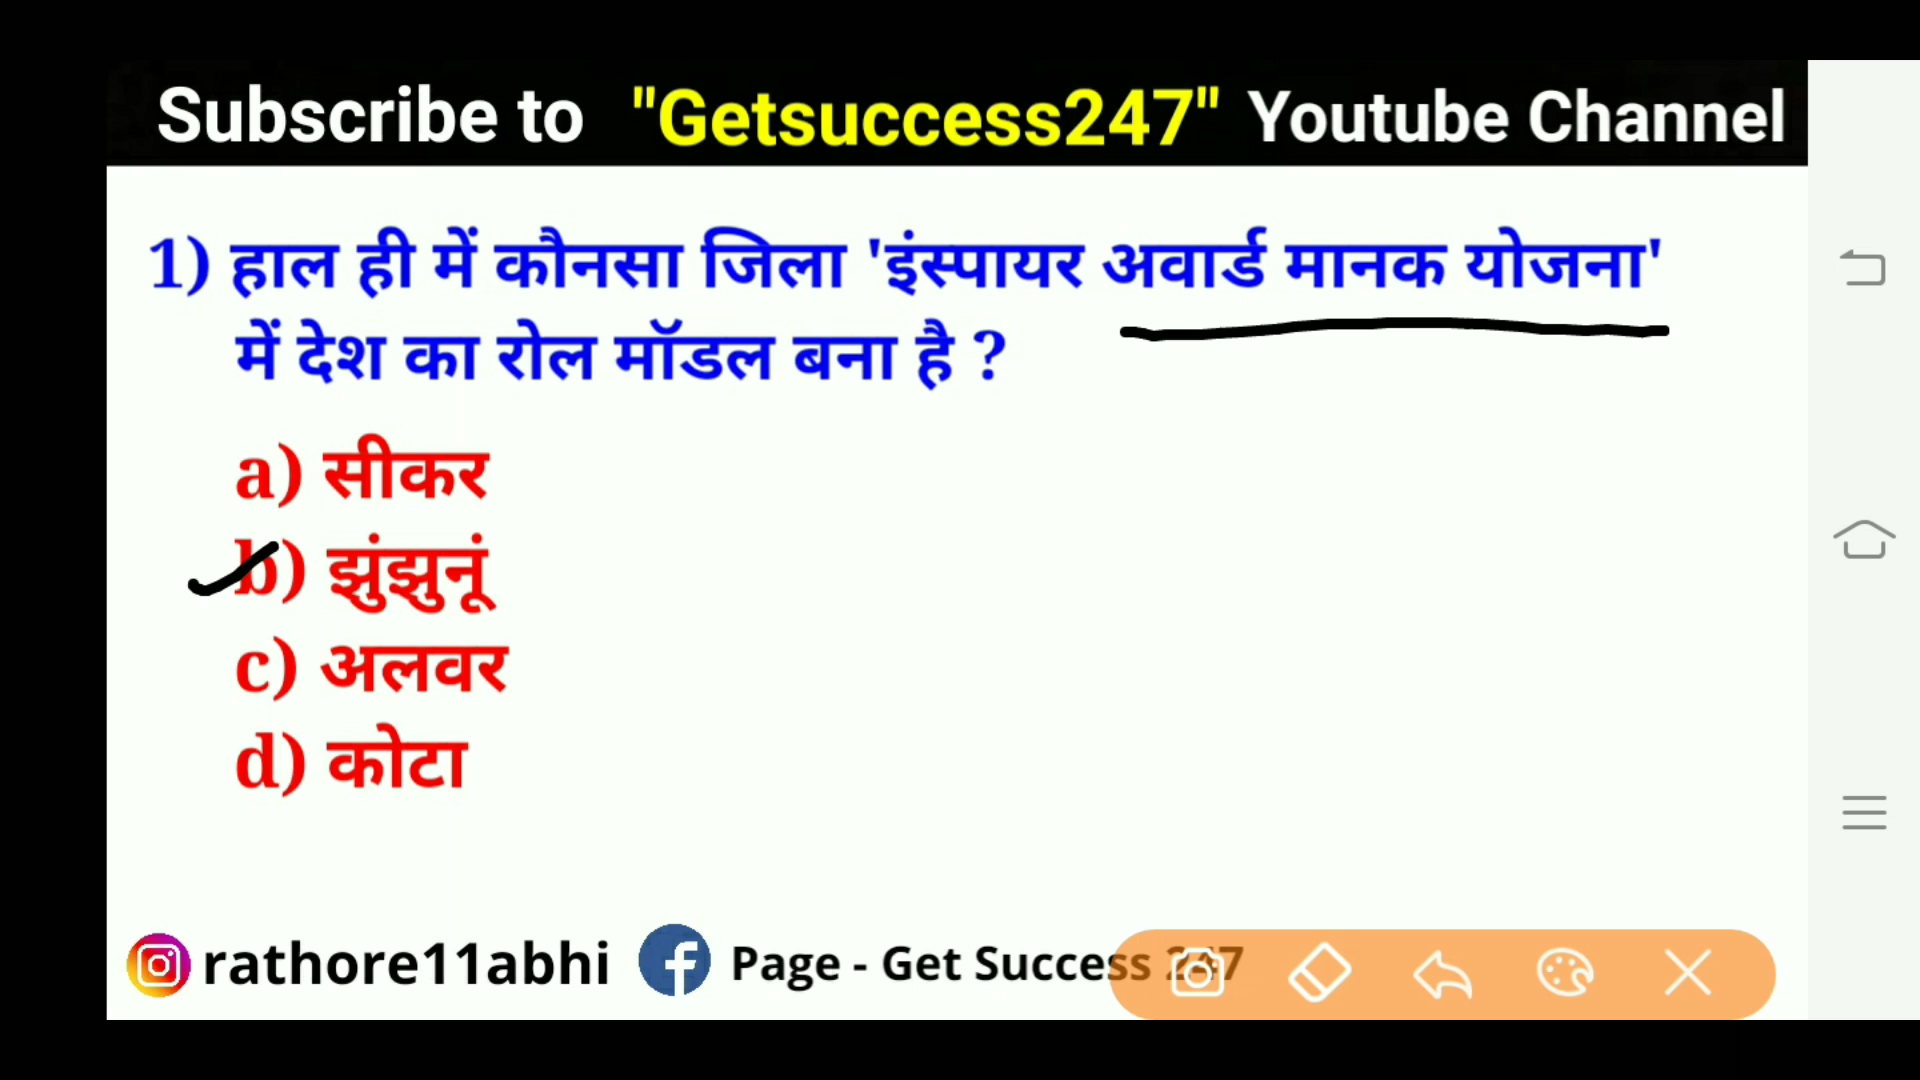 Subscribe to "Getsuccess247" Youtube Channel
1) हाल ही में कौनसा जिला 'इंस्पायर अवार्ड मानक योजना'
में देश का रोल मॉडल बना है ?
a) सीकर
b) झुंझुनूं
c) अलवर
d) कोटा
rathore11abhi Page - Get Success 247